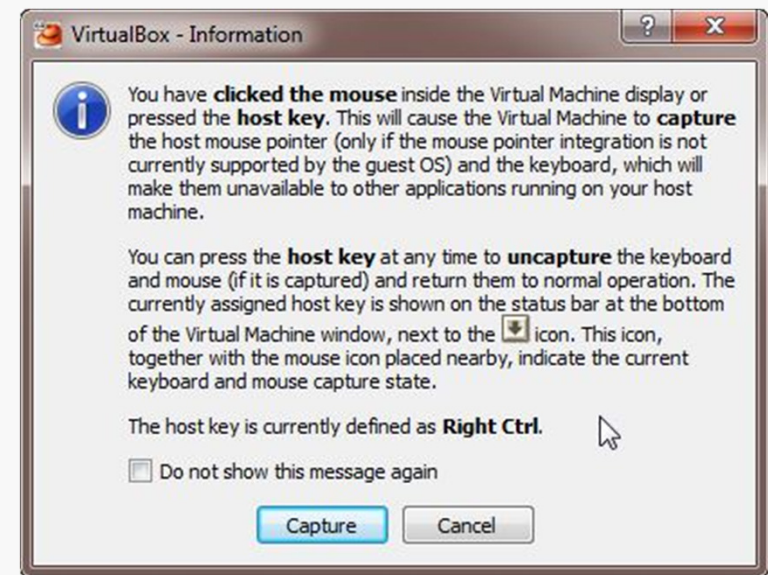 VirtualBox - Information
You have clicked the mouse inside the Virtual Machine display or
pressed the host key. This will cause the Virtual Machine to capture
the host mouse pointer (only if the mouse pointer integration is not
currently supported by the guest OS) and the keyboard, which will
make them unavailable to other applications running on your host
machine.
You can press the host key at any time to uncapture the keyboard
and mouse (if it is captured) and return them to normal operation. The
currently assigned host key is shown on the status bar at the bottom
of the Virtual Machine window, next to the icon. This icon,
together with the mouse icon placed nearby, indicate the current
keyboard and mouse capture state.
The host key is currently defined as Right Ctrl.
Do not show this message again
Capture Cancel